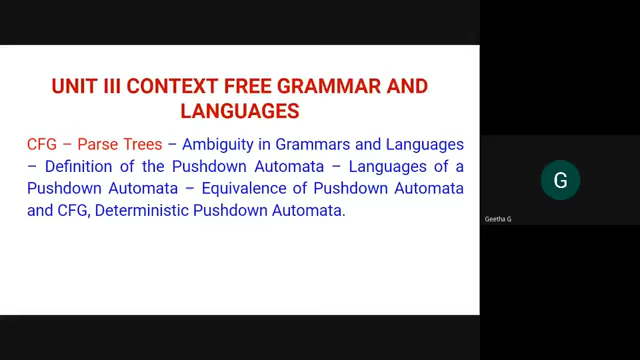 UNIT III CONTEXT FREE GRAMMAR AND
LANGUAGES
CFG – Parse Trees – Ambiguity in Grammars and Languages
– Definition of the Pushdown Automata – Languages of a
Pushdown Automata – Equivalence of Pushdown Automata
and CFG, Deterministic Pushdown Automata.
G
Geetha G